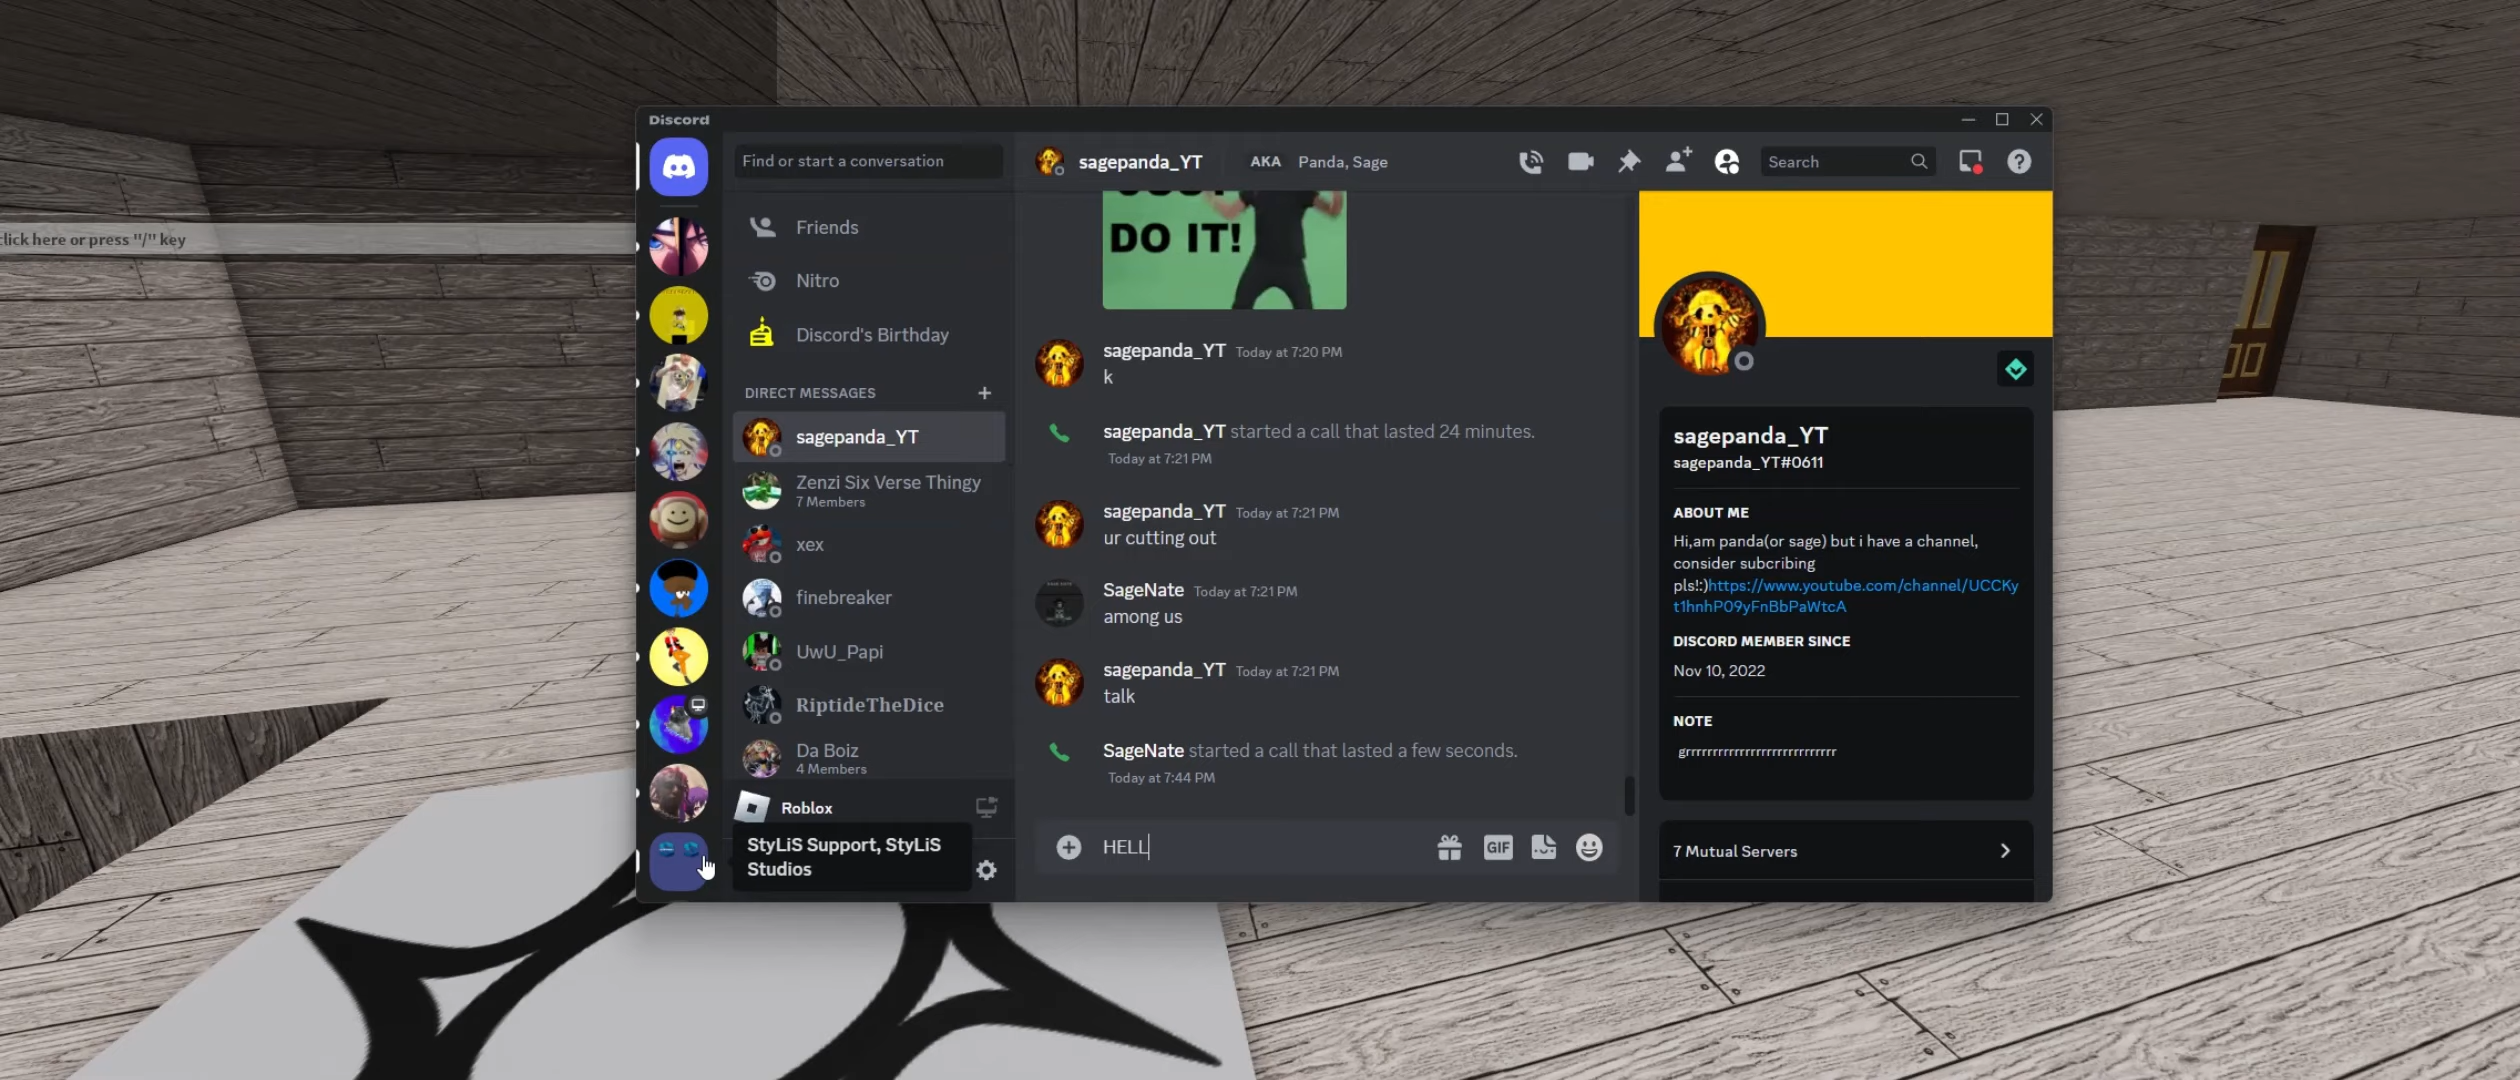 click here or press "/" key
Discord
Find or start a conversation
Friends
Nitro
Discord's Birthday
DIRECT MESSAGES
sagepanda_YT
Zenzi Six Verse Thingy
7 Members
xex
finebreaker
UwU_Papi
RiptideTheDice
Da Boiz
4 Members
Roblox
StyLiS Support, StyLiS
Studios
sagepanda_YT AKA Panda, Sage
Search
DO IT!
sagepanda_YT Today at 7:20 PM
k
sagepanda_YT started a call that lasted 24 minutes.
Today at 7:21 PM
sagepanda_YT Today at 7:21 PM
ur cutting out
SageNate Today at 7:21 PM
among us
sagepanda_YT Today at 7:21 PM
talk
SageNate started a call that lasted a few seconds.
Today at 7:44 PM
HELL
GIF
sagepanda_YT
sagepanda_YT#0611
ABOUT ME
Hi,am panda(or sage) but i have a channel,
consider subcribing
pls!:)https://www.youtube.com/channel/UCCKy
t1hnhP09yFnBbPaWtcA
DISCORD MEMBER SINCE
Nov 10, 2022
NOTE
grrrrrrrrrrrrrrrrrrrrrrrrrrrr
7 Mutual Servers